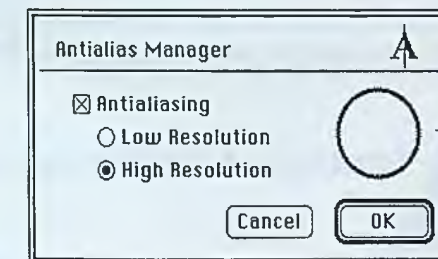 Antialias Manager
A
Antialiasing
Low Resolution
High Resolution
Cancel OK